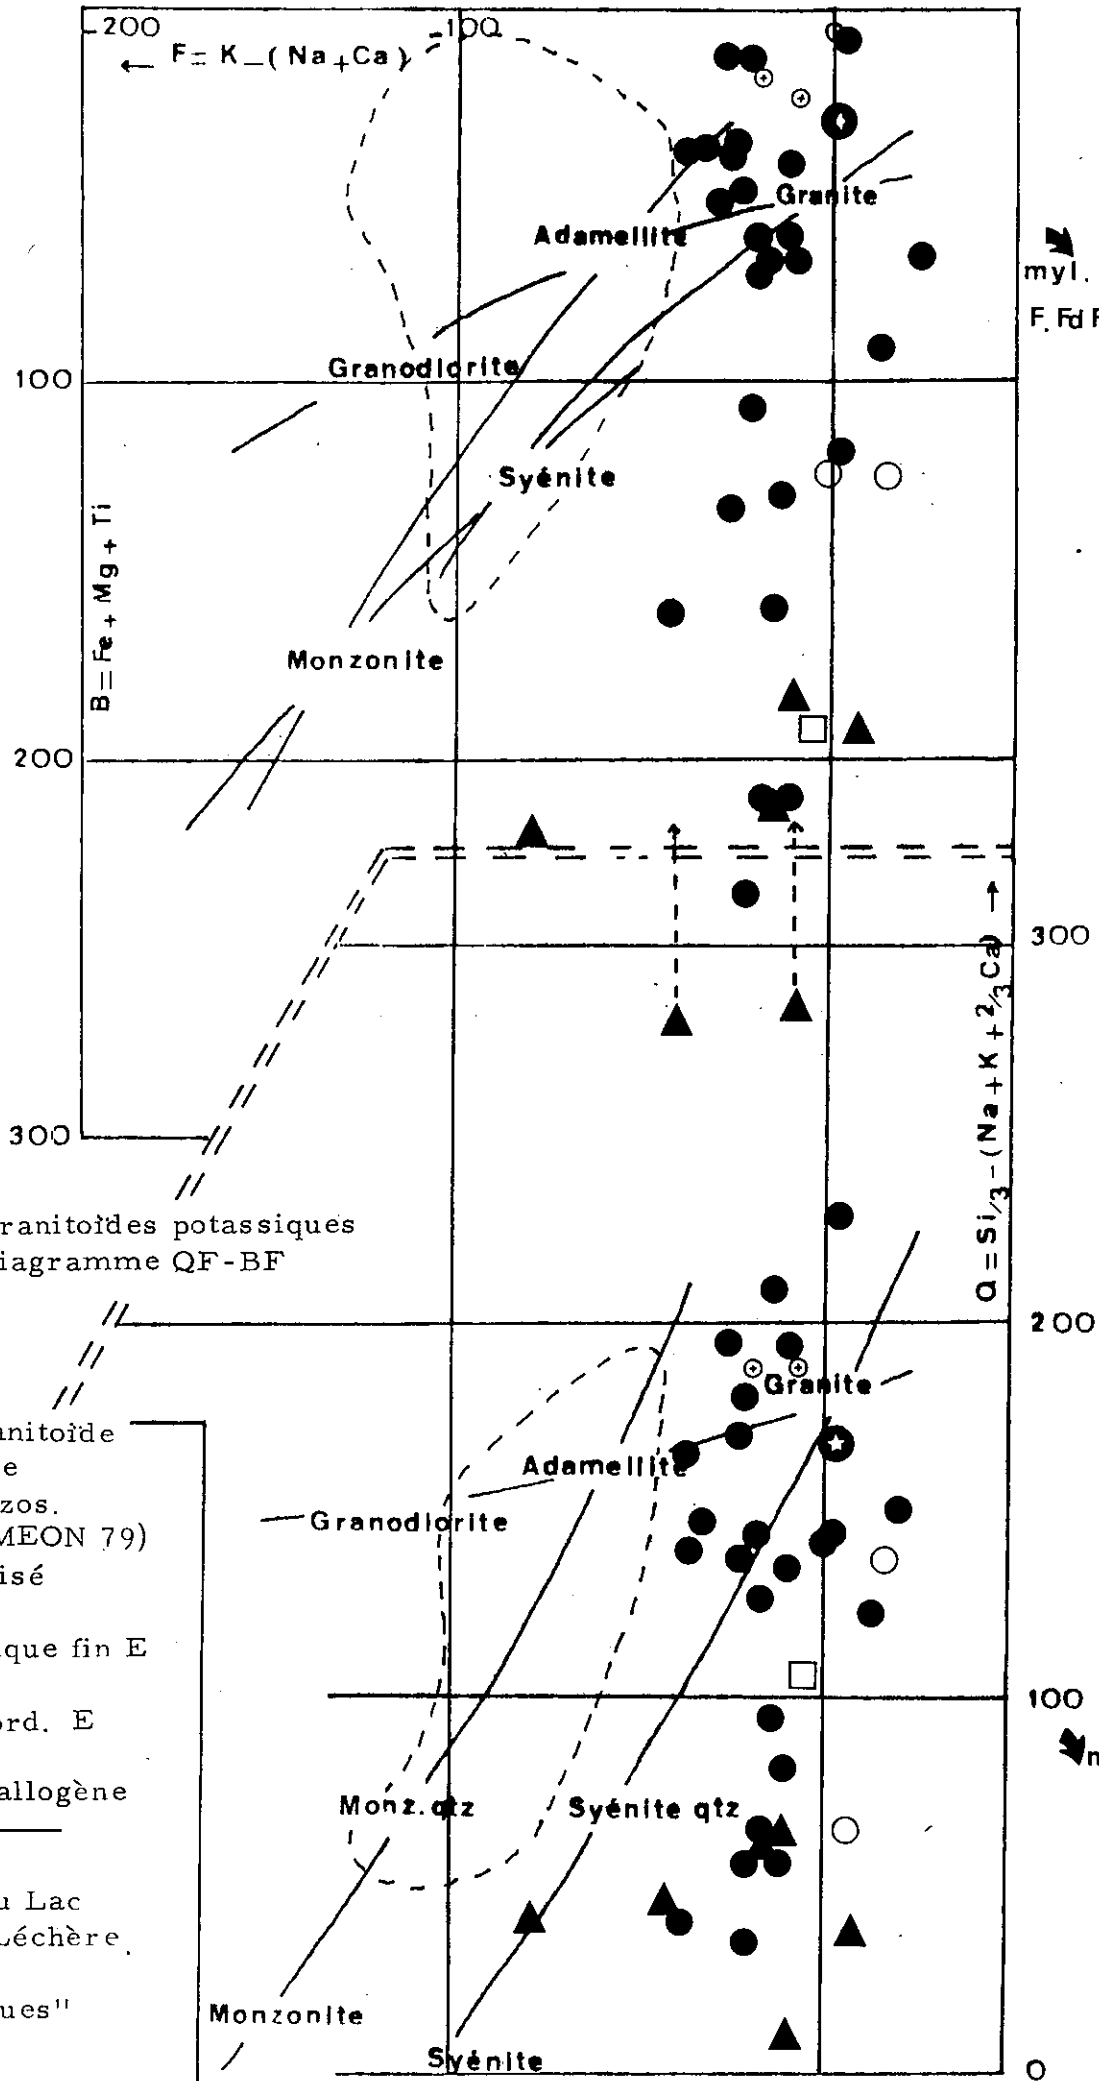 -200
-100
← F= K-(Na+Ca)
Granite
Adamellite
myl.
F. Fd F
Granodiorite
100
Syénite
B= Fe + Mg + Ti
Monzonite
200
300
Q = Si/3 - (Na + K + 2/3 Ca) →
300
ranitoïdes potassiques
iagramme QF-BF
200
Granite
nitoïde
e
Adamellite
zos.
Granodiorite
MEON 79)
isé
que fin E
100
ord. E
allogène
Monz. qtz
Syénite qtz
u Lac
Léchère
ues"
Monzonite
Syénite
0